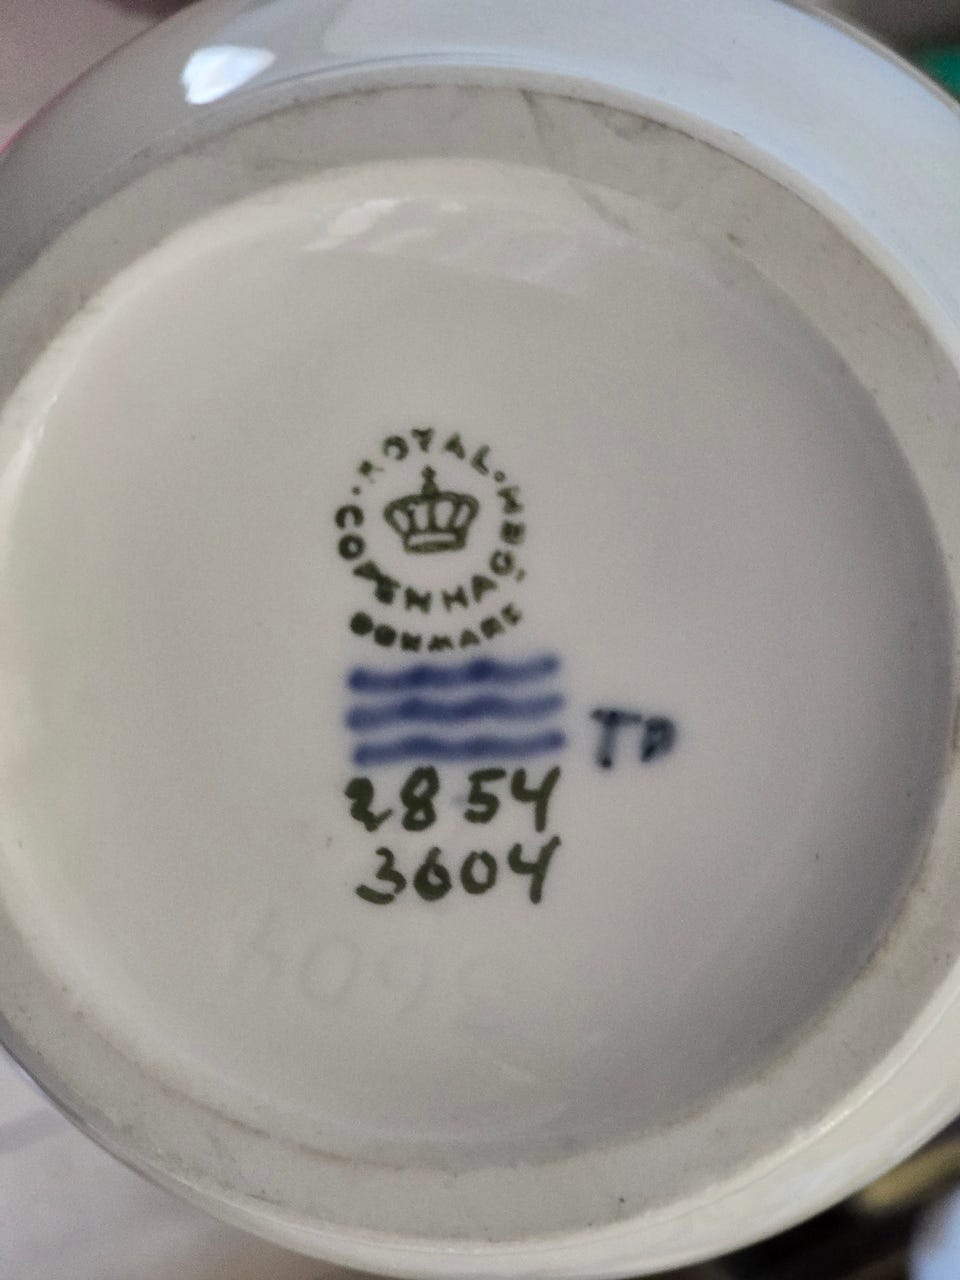 ROYAL
COPENHAGEN
DENMARK
TD
2854
3604